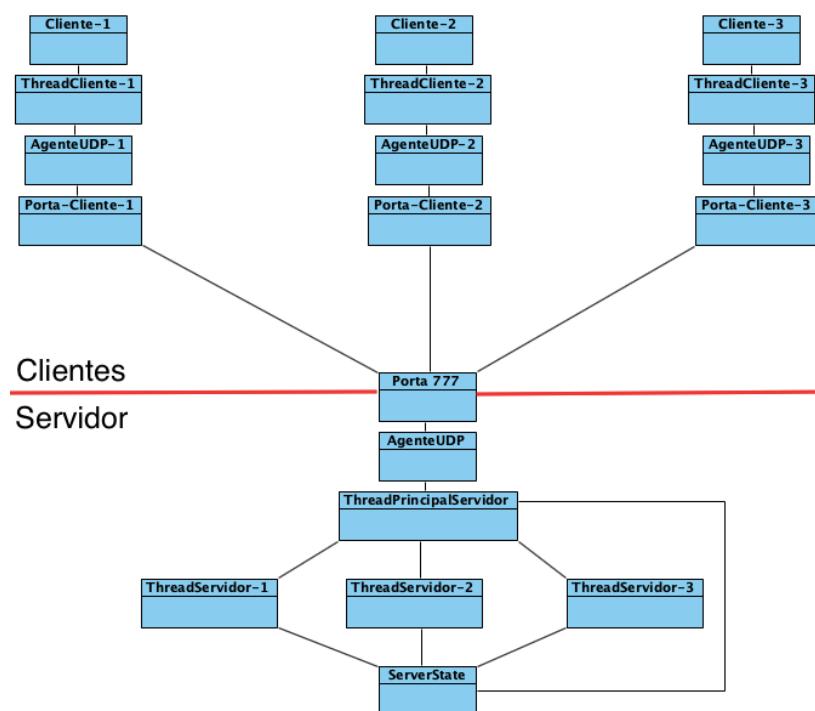 Cliente-1
Cliente-2
Cliente-3
ThreadCliente-1
ThreadCliente-2
ThreadCliente-3
AgenteUDP-1
AgenteUDP-2
AgenteUDP-3
Porta-Cliente-1
Porta-Cliente-2
Porta-Cliente-3
Clientes
Porta 777
Servidor
AgenteUDP
ThreadPrincipalServidor
ThreadServidor-1
ThreadServidor-2
ThreadServidor-3
ServerState